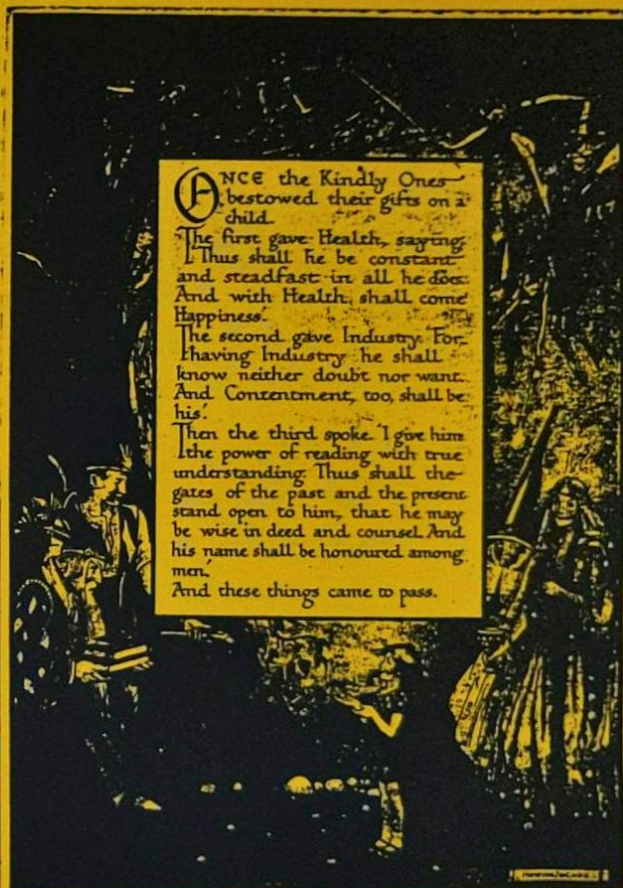 ONCE the Kindly Ones
bestowed their gifts on a
child.
The first gave Health, saying,
'Thus shall he be constant
and steadfast in all he does.
And with Health, shall come
Happiness.'
The second gave Industry. 'For,
having Industry he shall
know neither doubt nor want.
And Contentment, too, shall be
his.'
Then the third spoke. 'I give him
the power of reading with true
understanding. Thus shall the
gates of the past and the present
stand open to him, that he may
be wise in deed and counsel. And
his name shall be honoured among
men.'
And these things came to pass.